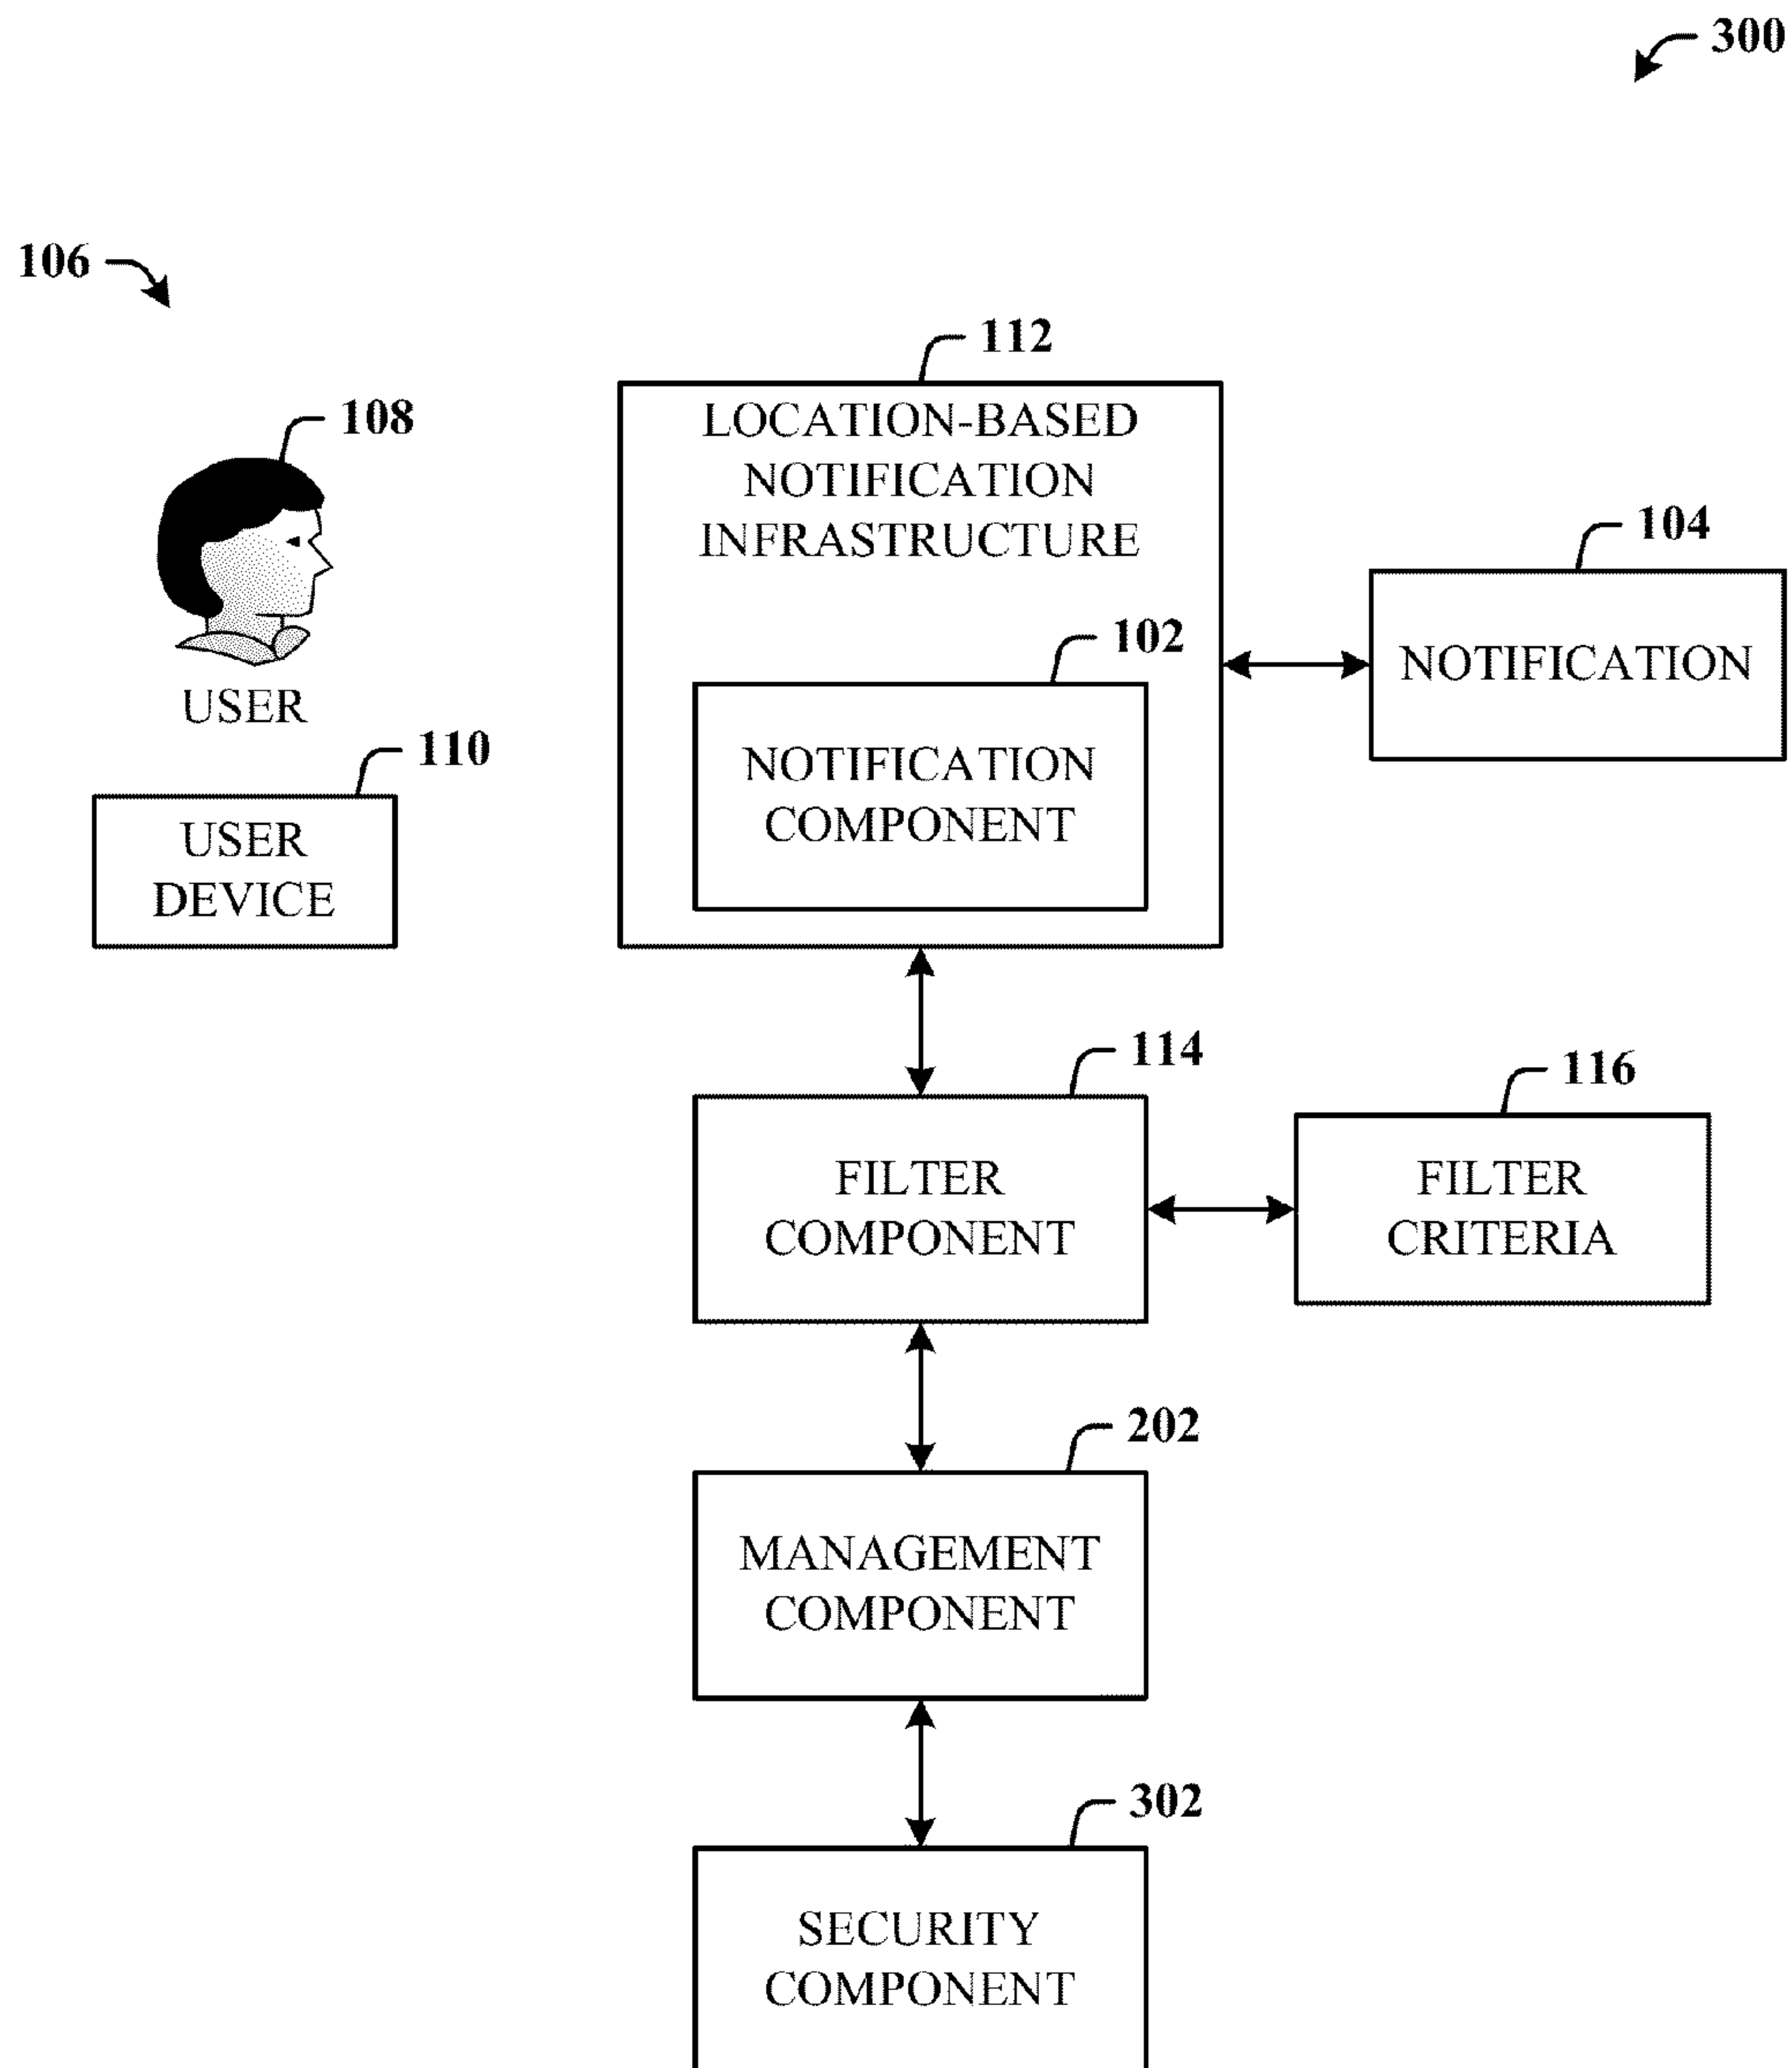 300
106
112
108
LOCATION-BASED
NOTIFICATION
INFRASTRUCTURE
104
102
NOTIFICATION
USER
110
NOTIFICATION
COMPONENT
USER
DEVICE
114
116
FILTER
COMPONENT
FILTER
CRITERIA
202
MANAGEMENT
COMPONENT
302
SECURITY
COMPONENT